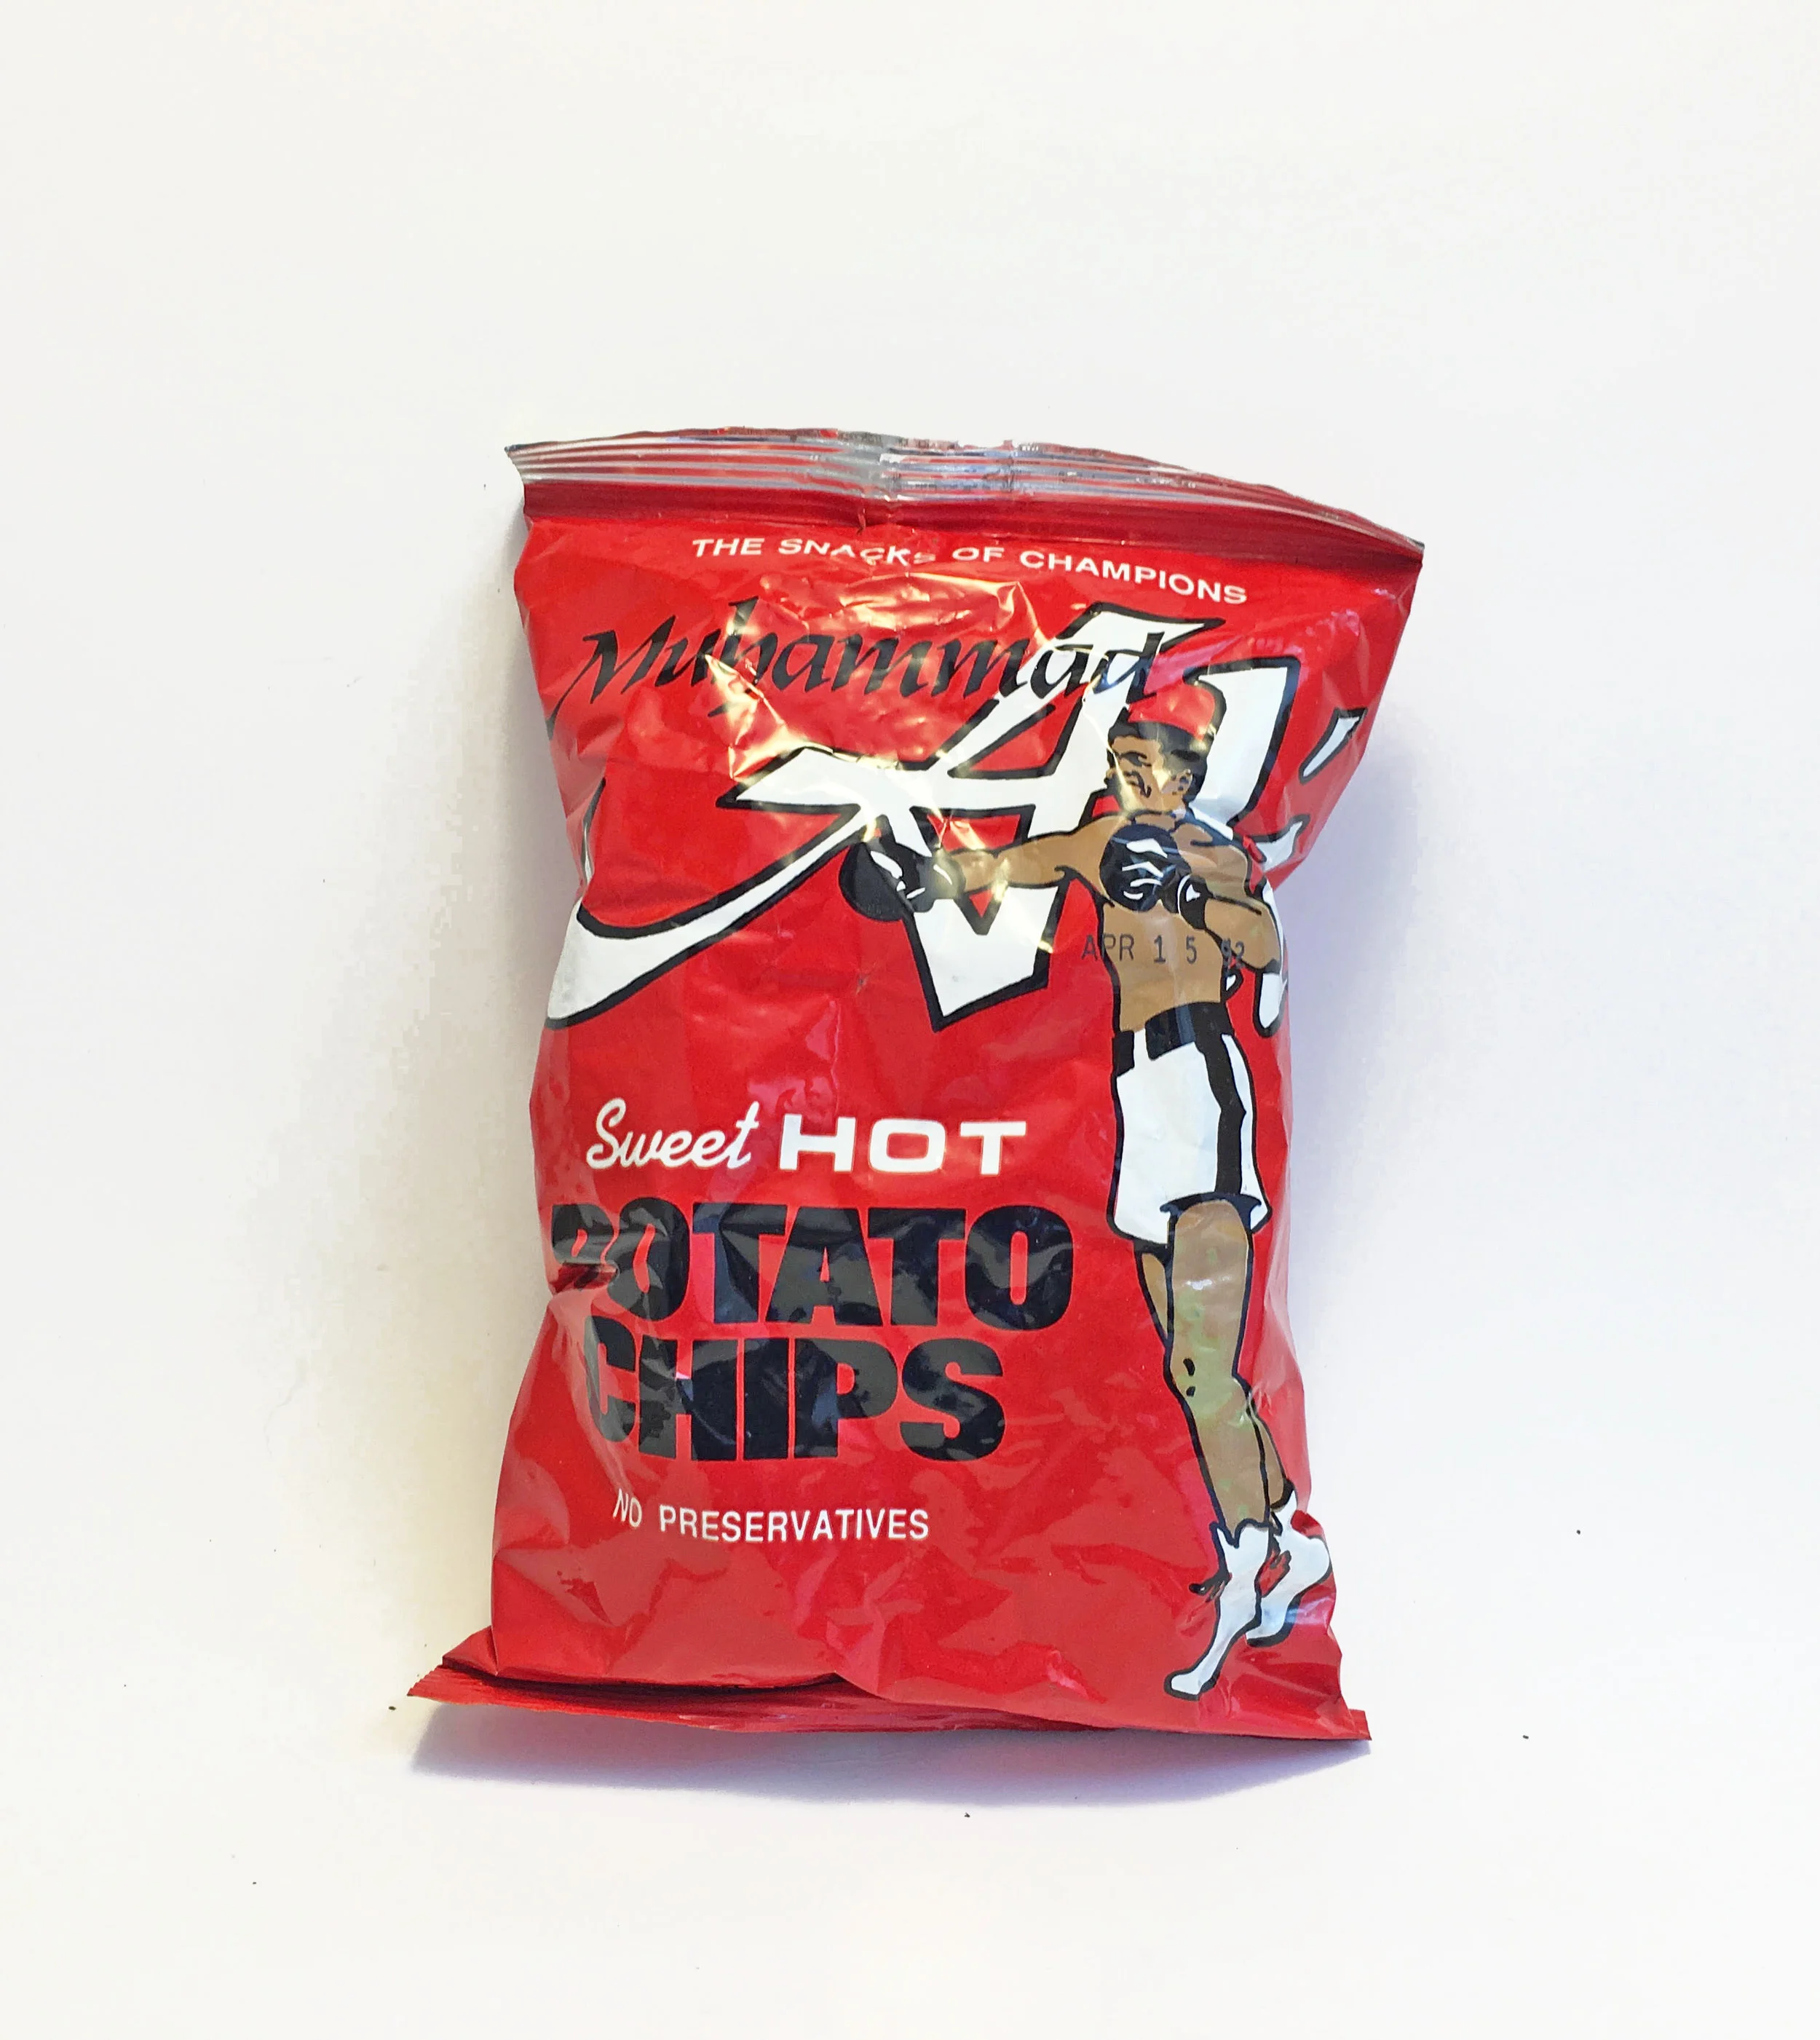 THE SNACKS OF CHAMPIONS
Muhammad
Ali
APR 15 92
Sweet HOT
POTATO
CHIPS
NO PRESERVATIVES